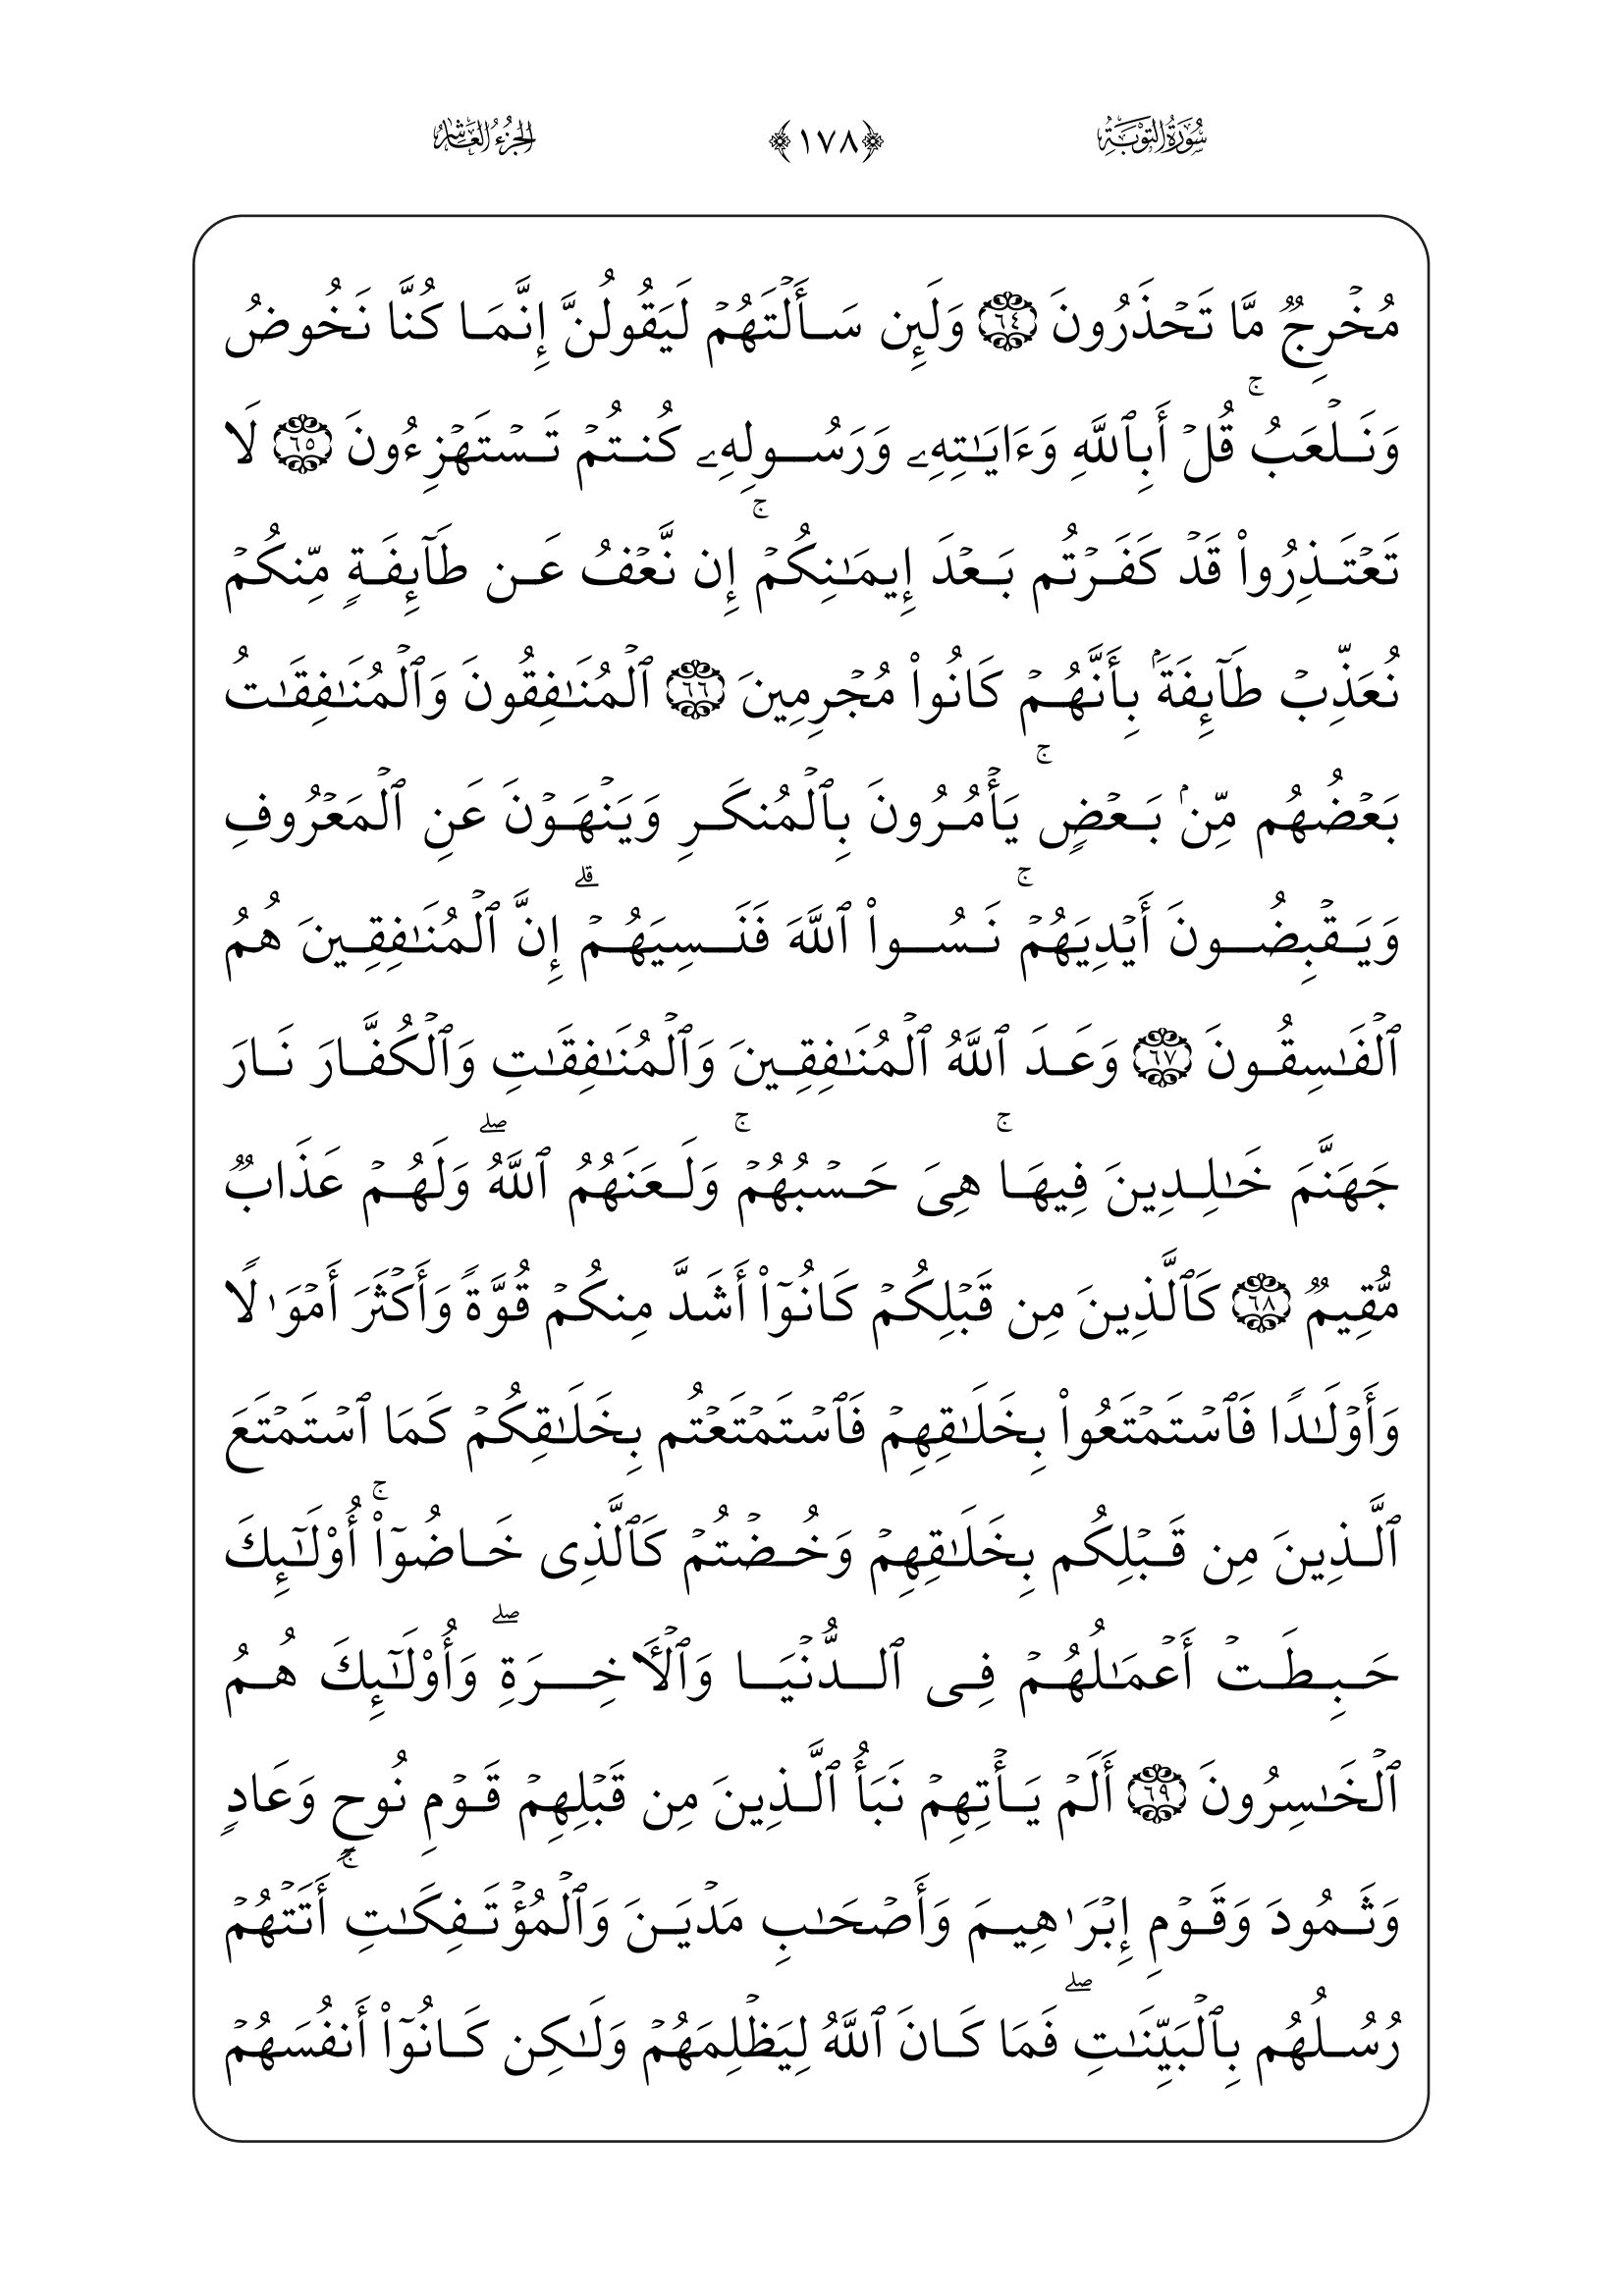 سُورَةُ التَّوْبَةِ ﴿١٧٨﴾ الجُزْءُ العَاشِرُ
مُخۡرِجٞ مَّا تَحۡذَرُونَ ٦٤ وَلَئِن سَأَلۡتَهُمۡ لَيَقُولُنَّ إِنَّمَا كُنَّا نَخُوضُ
وَنَلۡعَبُۚ قُلۡ أَبِٱللَّهِ وَءَايَٰتِهِۦ وَرَسُولِهِۦ كُنتُمۡ تَسۡتَهۡزِءُونَ ٦٥ لَا
تَعۡتَذِرُواْ قَدۡ كَفَرۡتُم بَعۡدَ إِيمَٰنِكُمۡۚ إِن نَّعۡفُ عَن طَآئِفَةٖ مِّنكُمۡ
نُعَذِّبۡ طَآئِفَةَۢ بِأَنَّهُمۡ كَانُواْ مُجۡرِمِينَ ٦٦ ٱلۡمُنَٰفِقُونَ وَٱلۡمُنَٰفِقَٰتُ
بَعۡضُهُم مِّنۢ بَعۡضٖۚ يَأۡمُرُونَ بِٱلۡمُنكَرِ وَيَنۡهَوۡنَ عَنِ ٱلۡمَعۡرُوفِ
وَيَقۡبِضُونَ أَيۡدِيَهُمۡۚ نَسُواْ ٱللَّهَ فَنَسِيَهُمۡۗ إِنَّ ٱلۡمُنَٰفِقِينَ هُمُ
ٱلۡفَٰسِقُونَ ٦٧ وَعَدَ ٱللَّهُ ٱلۡمُنَٰفِقِينَ وَٱلۡمُنَٰفِقَٰتِ وَٱلۡكُفَّارَ نَارَ
جَهَنَّمَ خَٰلِدِينَ فِيهَاۚ هِيَ حَسۡبُهُمۡۚ وَلَعَنَهُمُ ٱللَّهُۖ وَلَهُمۡ عَذَابٞ
مُّقِيمٞ ٦٨ كَٱلَّذِينَ مِن قَبۡلِكُمۡ كَانُوٓاْ أَشَدَّ مِنكُمۡ قُوَّةٗ وَأَكۡثَرَ أَمۡوَٰلٗا
وَأَوۡلَٰدٗا فَٱسۡتَمۡتَعُواْ بِخَلَٰقِهِمۡ فَٱسۡتَمۡتَعۡتُم بِخَلَٰقِكُمۡ كَمَا ٱسۡتَمۡتَعَ
ٱلَّذِينَ مِن قَبۡلِكُم بِخَلَٰقِهِمۡ وَخُضۡتُمۡ كَٱلَّذِي خَاضُوٓاْۚ أُوْلَٰٓئِكَ
حَبِطَتۡ أَعۡمَٰلُهُمۡ فِي ٱلدُّنۡيَا وَٱلۡأٓخِرَةِۖ وَأُوْلَٰٓئِكَ هُمُ
ٱلۡخَٰسِرُونَ ٦٩ أَلَمۡ يَأۡتِهِمۡ نَبَأُ ٱلَّذِينَ مِن قَبۡلِهِمۡ قَوۡمِ نُوحٖ وَعَادٖ
وَثَمُودَ وَقَوۡمِ إِبۡرَٰهِيمَ وَأَصۡحَٰبِ مَدۡيَنَ وَٱلۡمُؤۡتَفِكَٰتِۚ أَتَتۡهُمۡ
رُسُلُهُم بِٱلۡبَيِّنَٰتِۖ فَمَا كَانَ ٱللَّهُ لِيَظۡلِمَهُمۡ وَلَٰكِن كَانُوٓاْ أَنفُسَهُمۡ